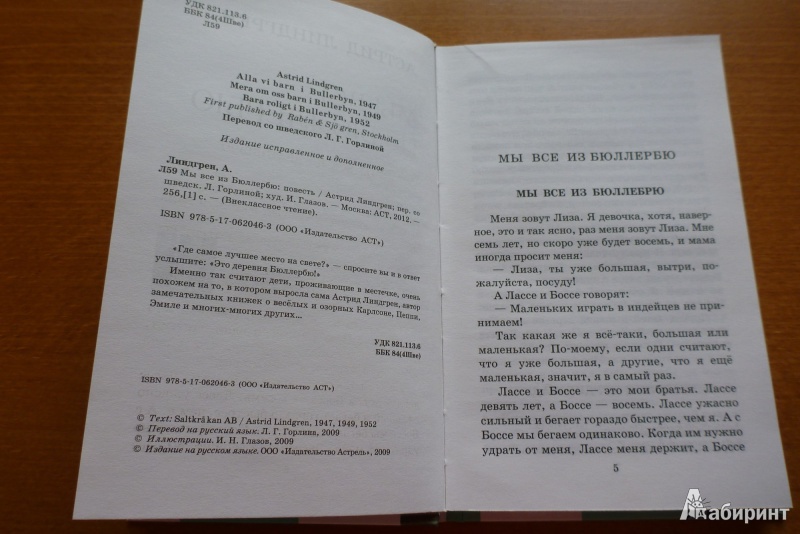 УДК 821.113.6
ББК 84(4Шве)
Л59
Astrid Lindgren
Alla vi barn i Bullerbyn, 1947
Mera om oss barn i Bullerbyn, 1949
Bara roligt i Bullerbyn, 1952
First published by Rabén & Sjö gren, Stockholm
Перевод со шведского Л. Г. Горлиной
Издание исправленное и дополненное
Линдгрен, А.
Л59 Мы все из Бюллербю: повесть / Астрид Линдгрен; пер. со
шведск. Л. Горлиной; худ. И. Глазов. — Москва: АСТ, 2012. —
256,[1] с. — (Внеклассное чтение).
ISBN 978-5-17-062046-3 (ООО «Издательство АСТ»)
«Где самое лучшее место на свете?» — спросите вы и в ответ
услышите: «Это деревня Бюллербю!»
Именно так считают дети, проживающие в местечке, очень
похожем на то, в котором выросла сама Астрид Линдгрен, автор
замечательных книжек о весёлых и озорных Карлсоне, Пеппи,
Эмиле и многих-многих других...
УДК 821.113.6
ББК 84(4Шве)
ISBN 978-5-17-062046-3 (ООО «Издательство АСТ»)
© Text: Saltkråkan AB / Astrid Lindgren, 1947, 1949, 1952
© Перевод на русский язык. Л. Г. Горлина, 2009
© Иллюстрации. И. Н. Глазов, 2009
© Издание на русском языке. ООО «Издательство Астрель», 2009
МЫ ВСЕ ИЗ БЮЛЛЕРБЮ
МЫ ВСЕ ИЗ БЮЛЛЕБРЮ
Меня зовут Лиза. Я девочка, хотя, навер-
ное, это и так ясно, раз меня зовут Лиза. Мне
семь лет, но скоро уже будет восемь, и мама
иногда просит меня:
— Лиза, ты уже большая, вытри, по-
жалуйста, посуду!
А Лассе и Боссе говорят:
— Маленьких играть в индейцев не при-
нимаем!
Так какая же я всё-таки, большая или
маленькая? По-моему, если одни считают,
что я уже большая, а другие, что я ещё
маленькая, значит, я в самый раз.
Лассе и Боссе — это мои братья. Лассе
девять лет, а Боссе — восемь. Лассе ужасно
сильный и бегает гораздо быстрее, чем я. А с
Боссе мы бегаем одинаково. Когда им нужно
удрать от меня, Лассе меня держит, а Боссе
5
Лабиринт